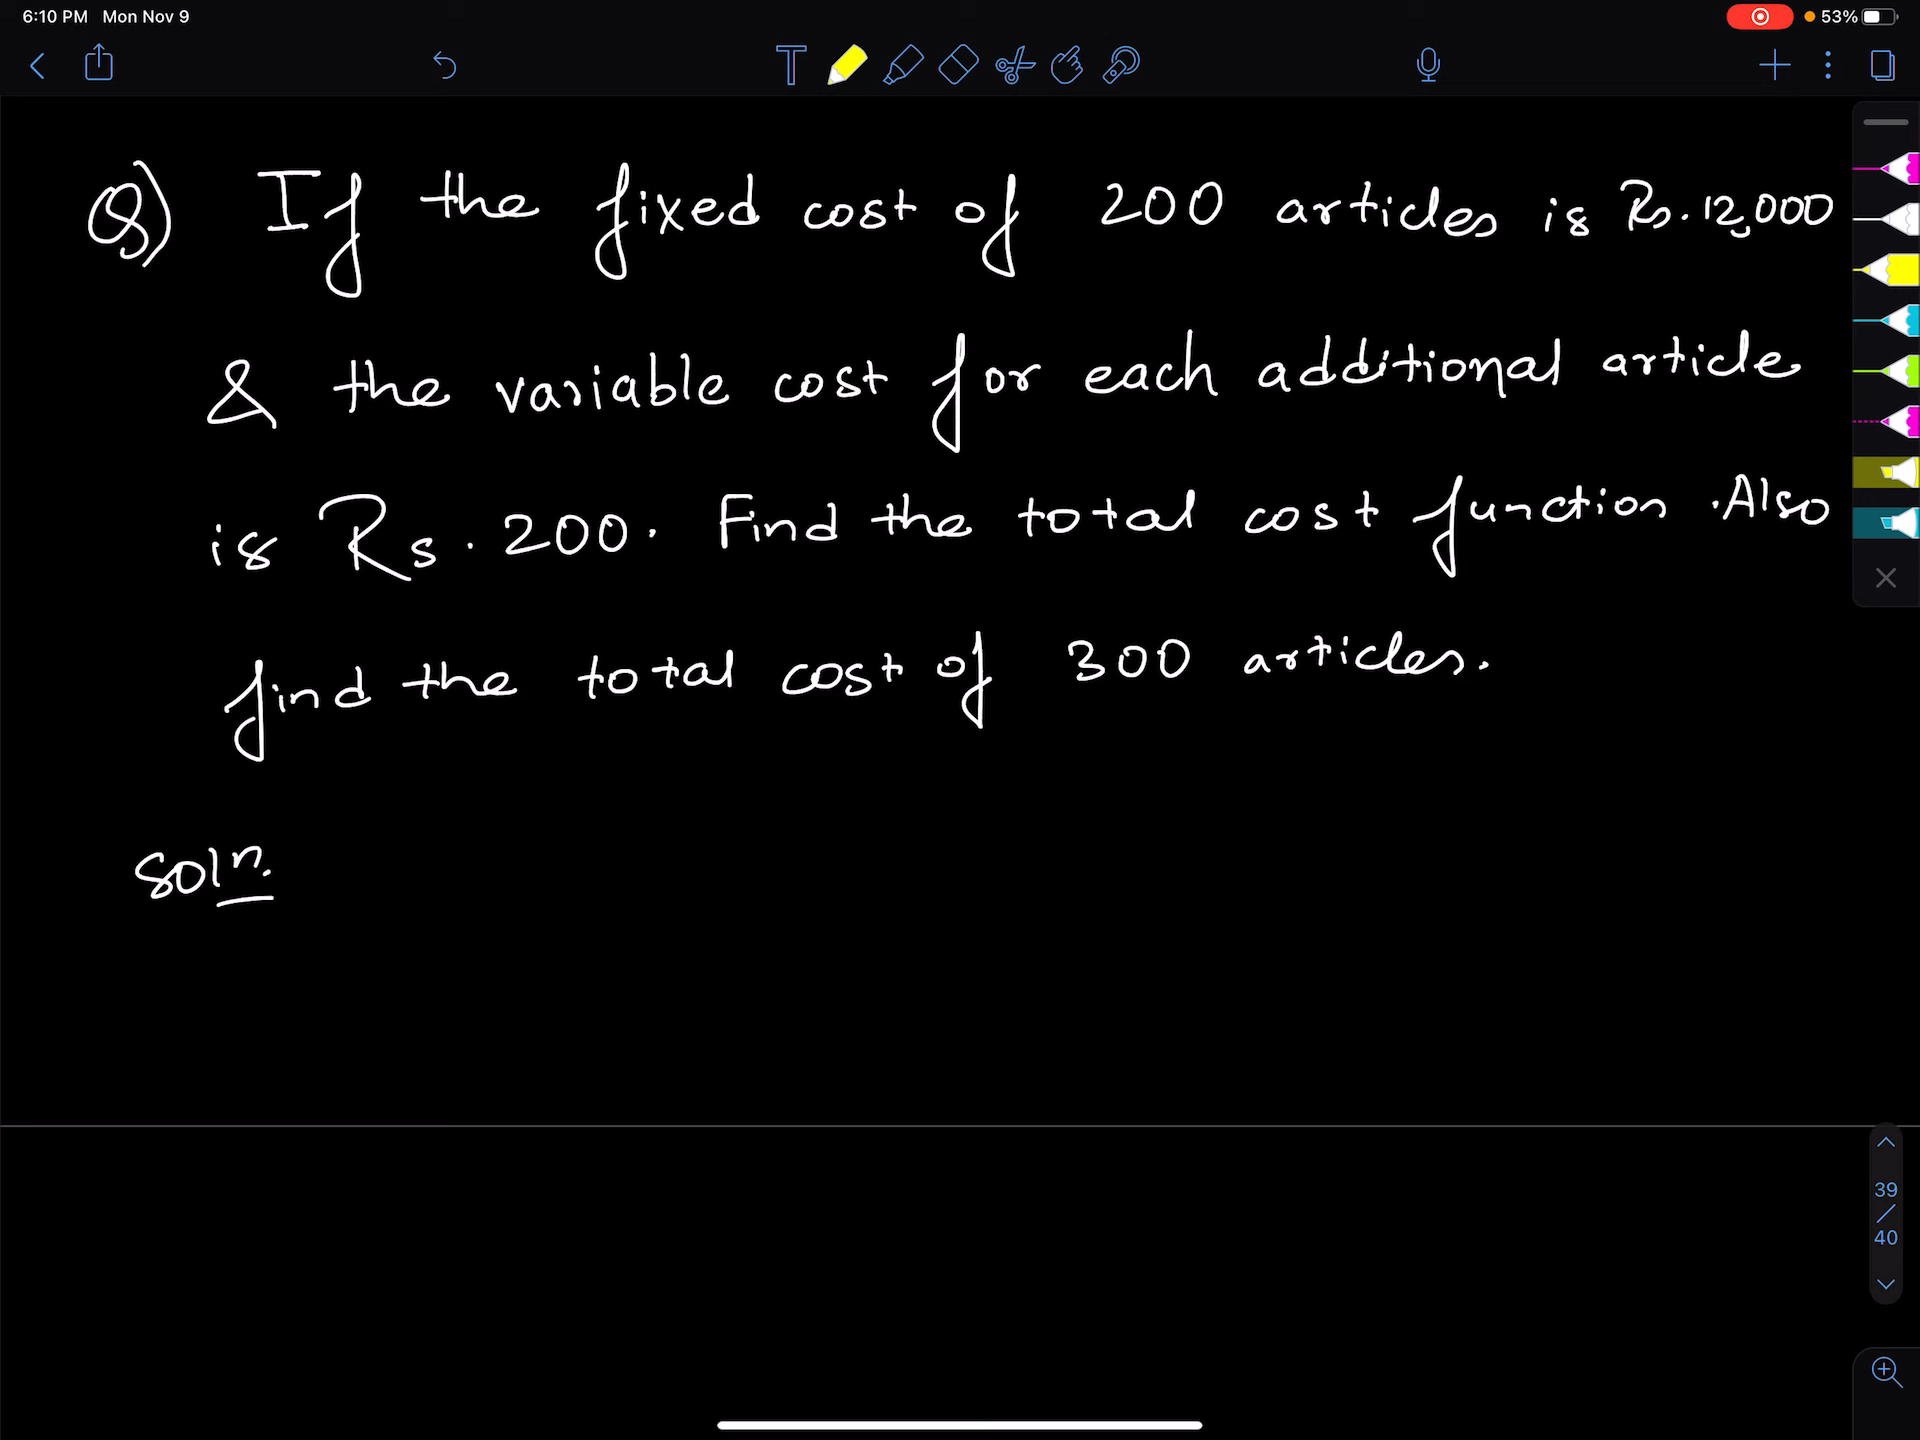 6:10 PM Mon Nov 9
53%
Q) If the fixed cost of 200 articles is Rs. 12,000
& the variable cost for each additional article
is Rs. 200. Find the total cost function. Also
find the total cost of 300 articles.
Soln.
39
/
40